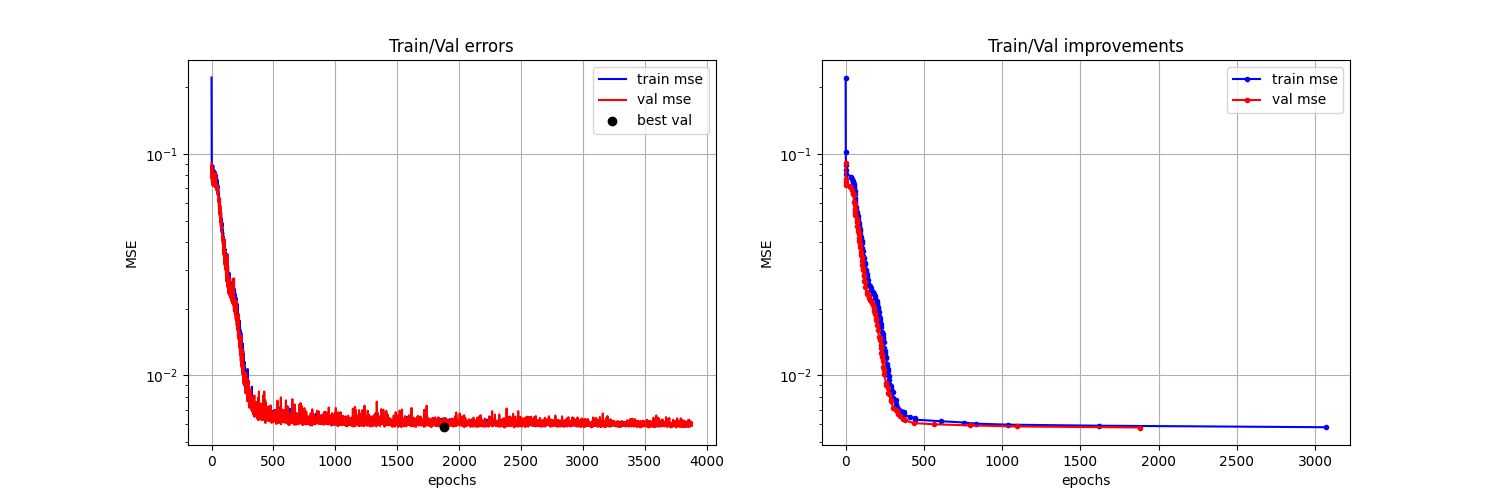 Train/Val errors
train mse
val mse
best val
10⁻¹
10⁻²
MSE
0 500 1000 1500 2000 2500 3000 3500 4000
epochs
Train/Val improvements
train mse
val mse
10⁻¹
10⁻²
MSE
0 500 1000 1500 2000 2500 3000
epochs